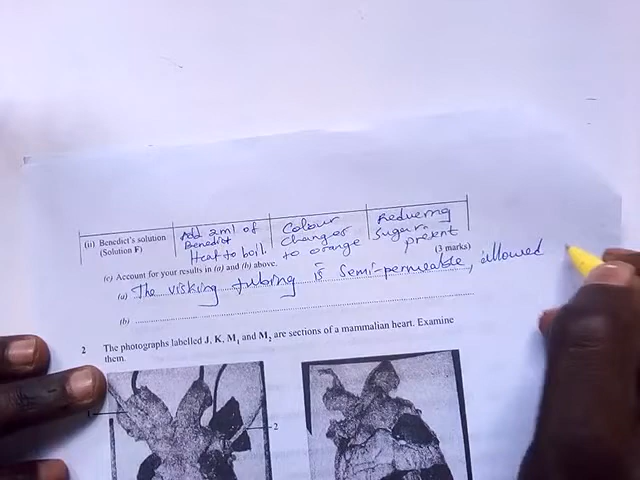 (ii) Benedict's solution (Solution F)
Add 2ml of Benedict
Heat to boil.
Colour Changes to orange
Reducing sugars present
(3 marks)
(c) Account for your results in (a) and (b) above.
(a) The visking tubing is semi-permeable, allowed
(b)
2 The photographs labelled J, K, M1 and M2 are sections of a mammalian heart. Examine
them.
1
2